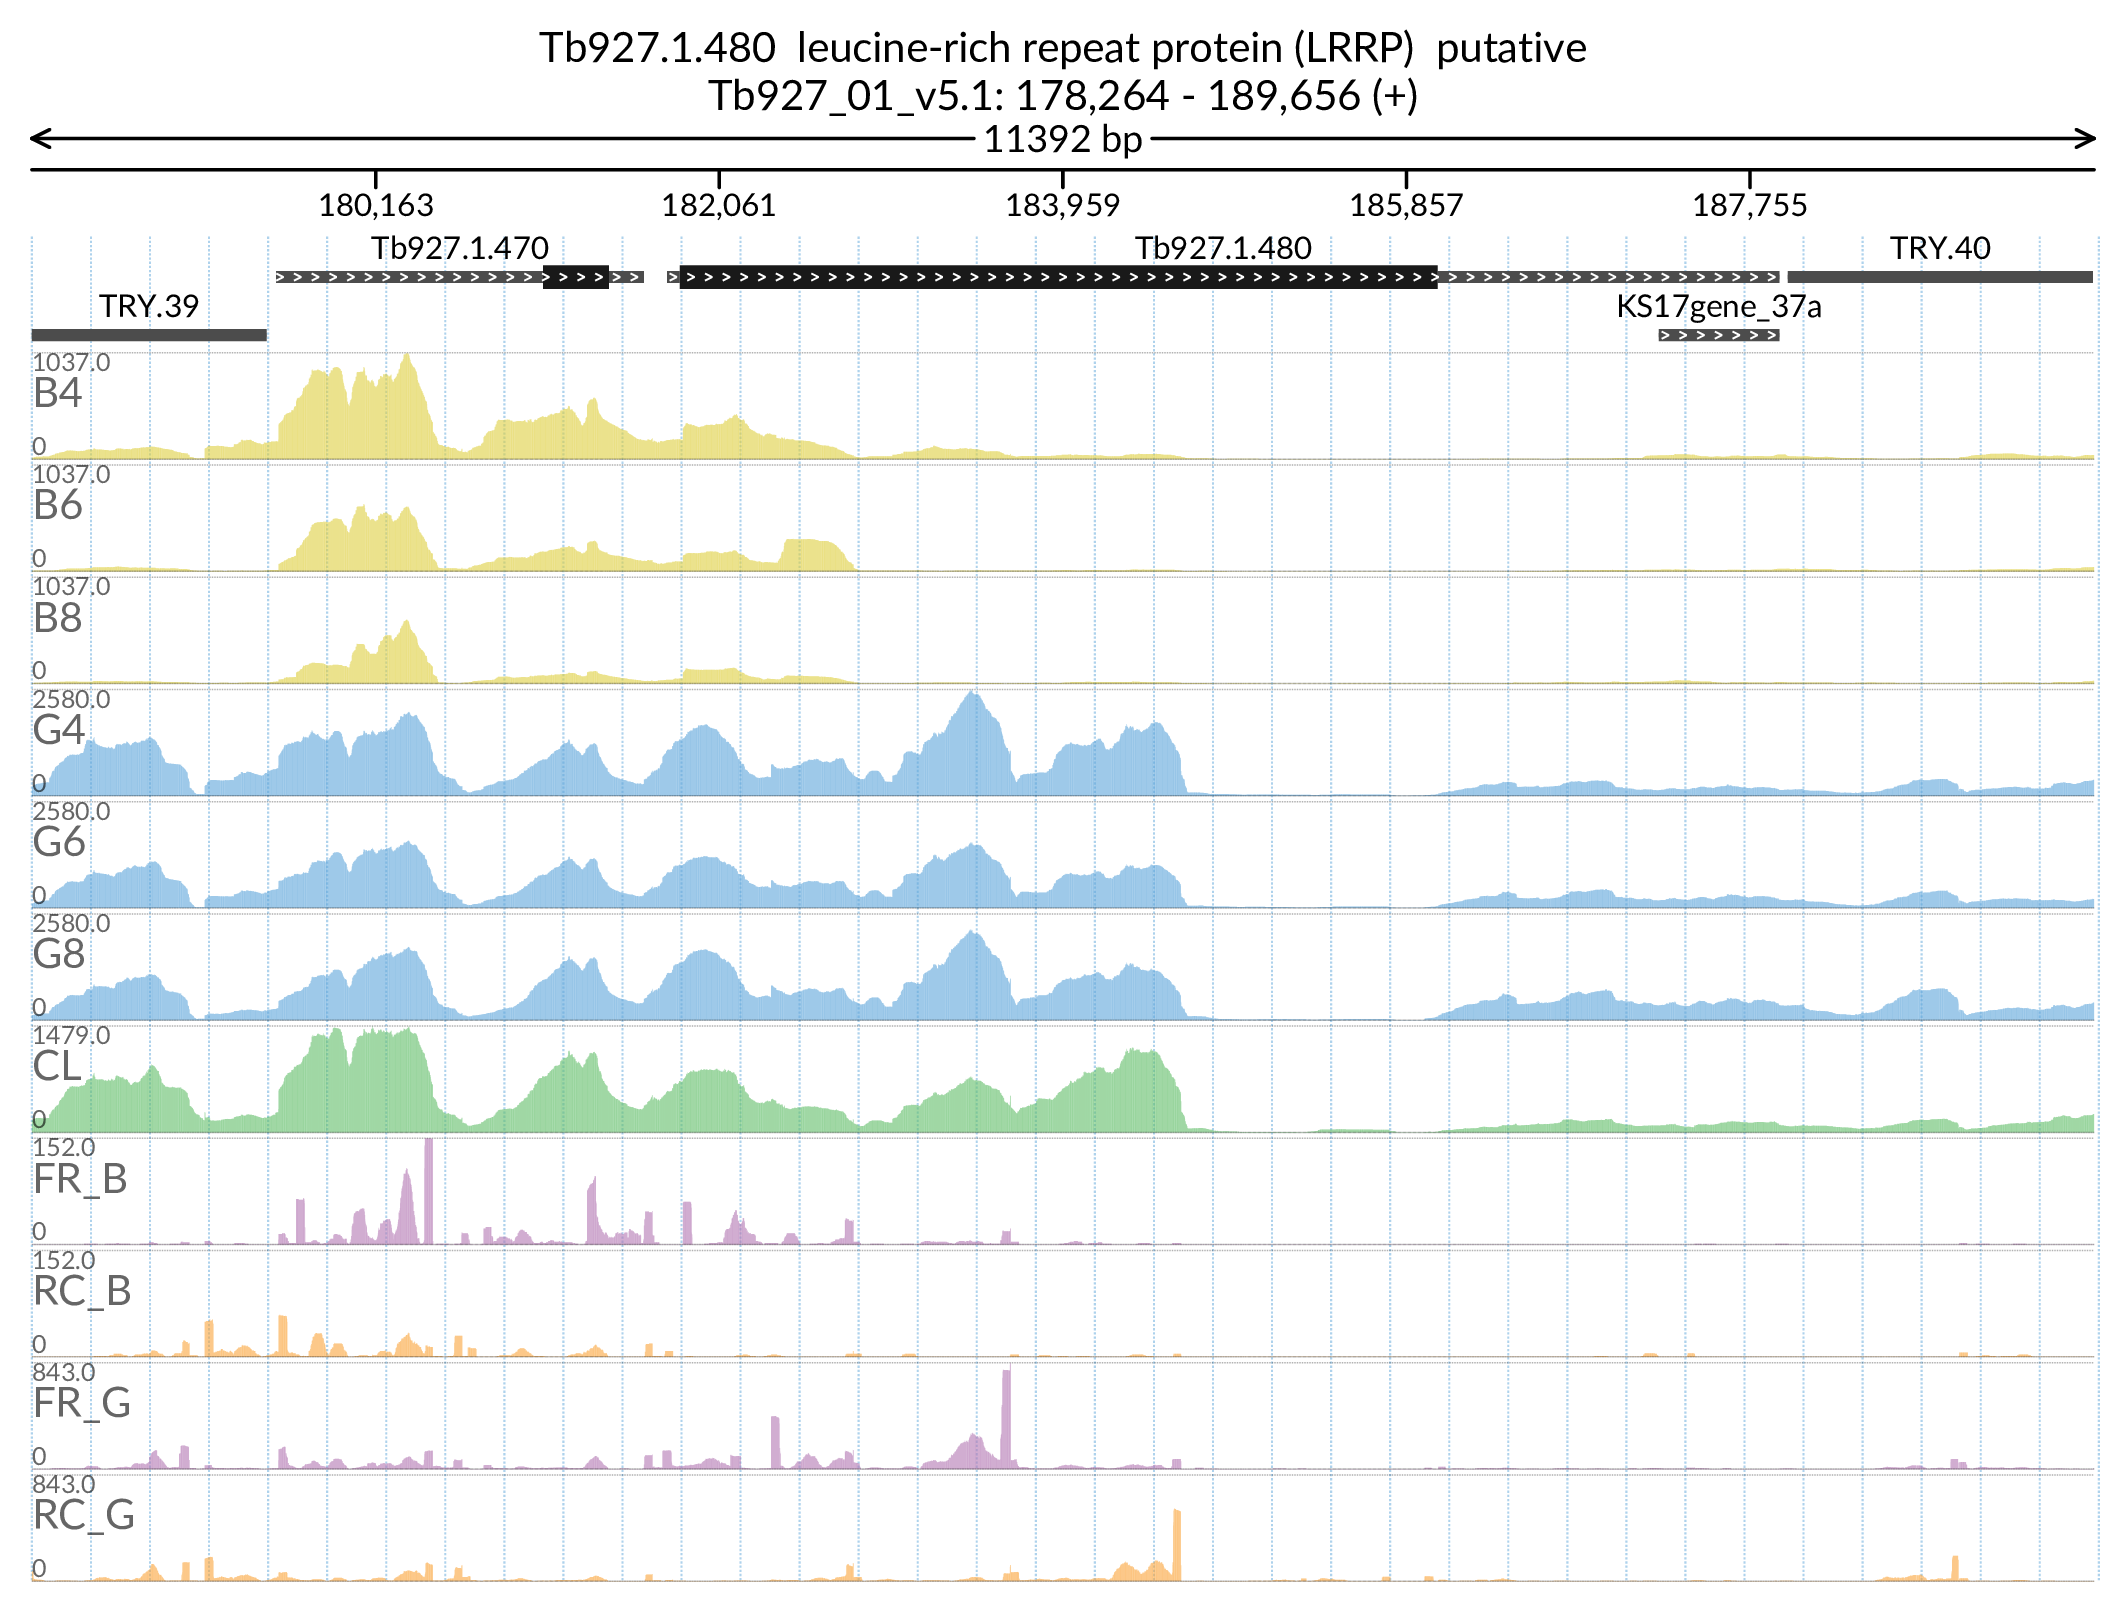 Tb927.1.480  leucine-rich repeat protein (LRRP)  putative
Tb927_01_v5.1: 178,264 - 189,656 (+)
11392 bp
180,163 182,061 183,959 185,857 187,755
Tb927.1.470 Tb927.1.480 TRY.40
TRY.39 KS17gene_37a
1037.0
B4
0
1037.0
B6
0
1037.0
B8
0
2580.0
G4
0
2580.0
G6
0
2580.0
G8
0
1479.0
CL
0
152.0
FR_B
0
152.0
RC_B
0
843.0
FR_G
0
843.0
RC_G
0